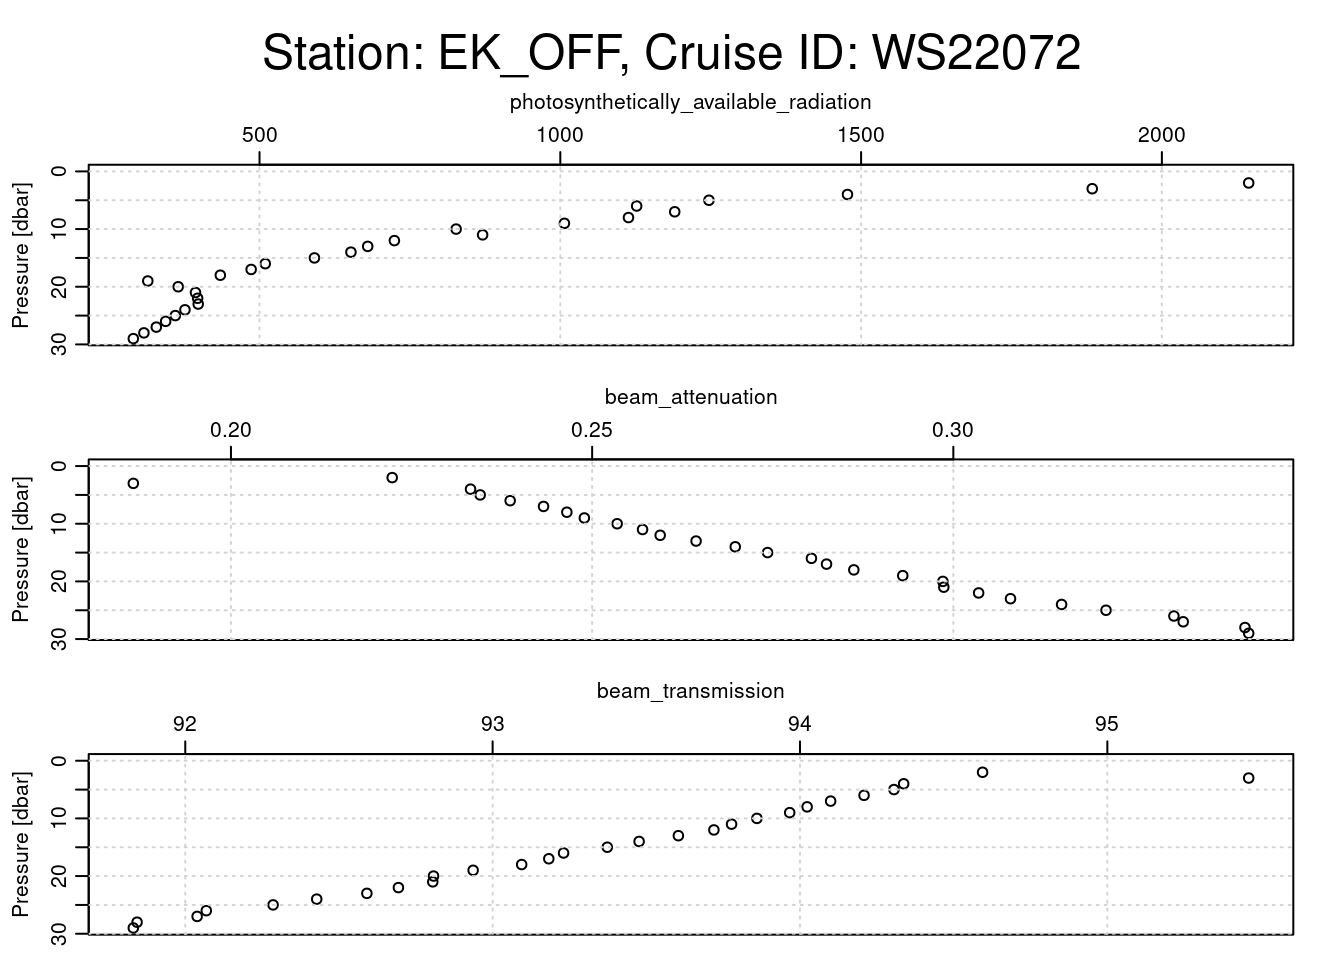 Station: EK_OFF, Cruise ID: WS22072
photosynthetically_available_radiation
500 1000 1500 2000
0
10
20
30
Pressure [dbar]
beam_attenuation
0.20 0.25 0.30
0
10
20
30
Pressure [dbar]
beam_transmission
92 93 94 95
0
10
20
30
Pressure [dbar]